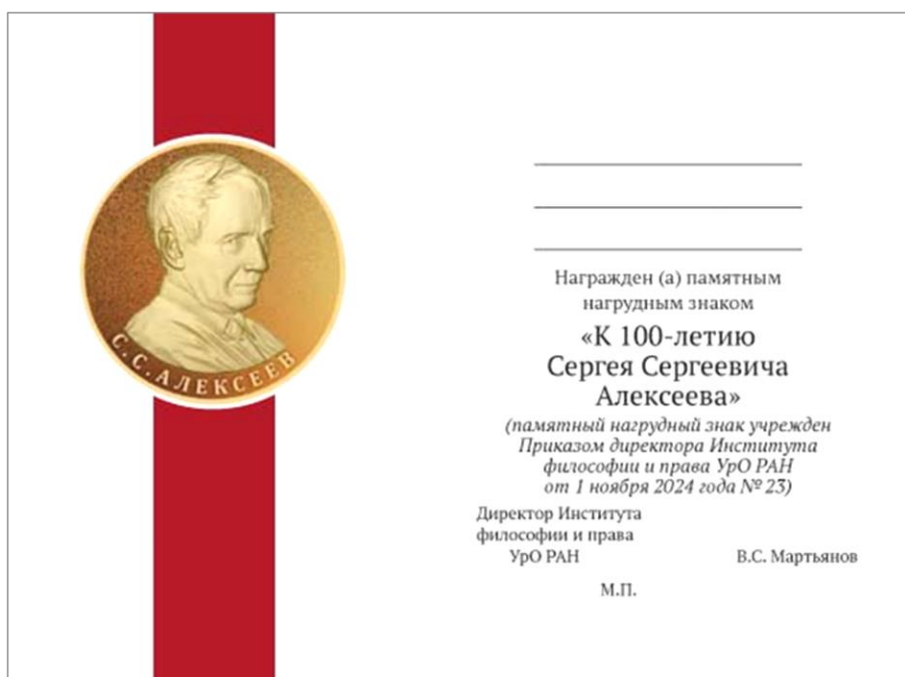 С.С.АЛЕКСЕЕВ
Награжден (а) памятным
нагрудным знаком
«К 100-летию
Сергея Сергеевича
Алексеева»
(памятный нагрудный знак учрежден
Приказом директора Института
философии и права УрО РАН
от 1 ноября 2024 года № 23)
Директор Института
философии и права
УрО РАН В.С. Мартьянов
М.П.